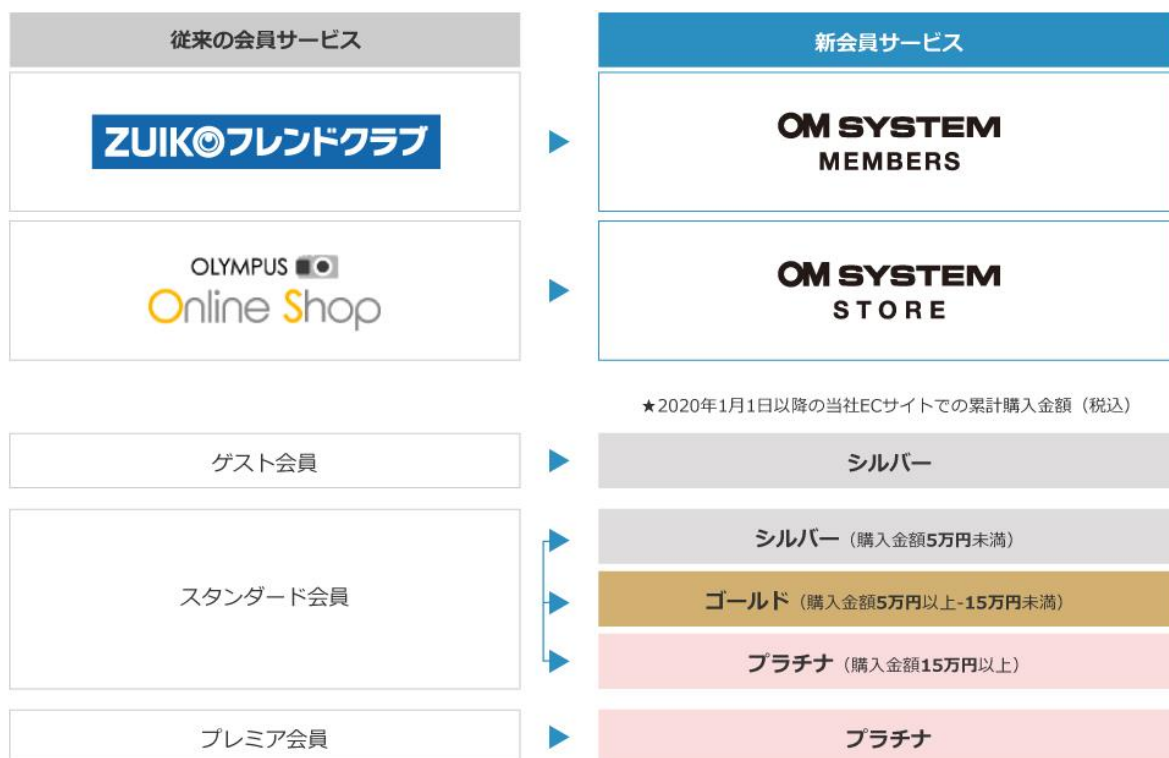 従来の会員サービス
新会員サービス
ZUIKOフレンドクラブ
OM SYSTEM
MEMBERS
OLYMPUS
Online Shop
OM SYSTEM
STORE
★2020年1月1日以降の当社ECサイトでの累計購入金額（税込）
ゲスト会員
シルバー
スタンダード会員
シルバー（購入金額5万円未満）
ゴールド（購入金額5万円以上-15万円未満）
プラチナ（購入金額15万円以上）
プレミア会員
プラチナ